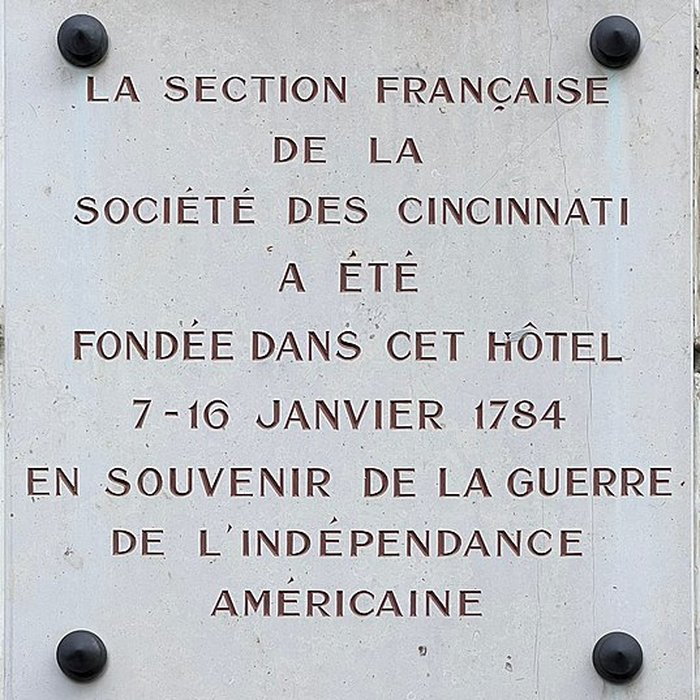 LA SECTION FRANÇAISE
DE LA
SOCIÉTÉ DES CINCINNATI
A ÉTÉ
FONDÉE DANS CET HÔTEL
7-16 JANVIER 1784
EN SOUVENIR DE LA GUERRE
DE L'INDÉPENDANCE
AMÉRICAINE